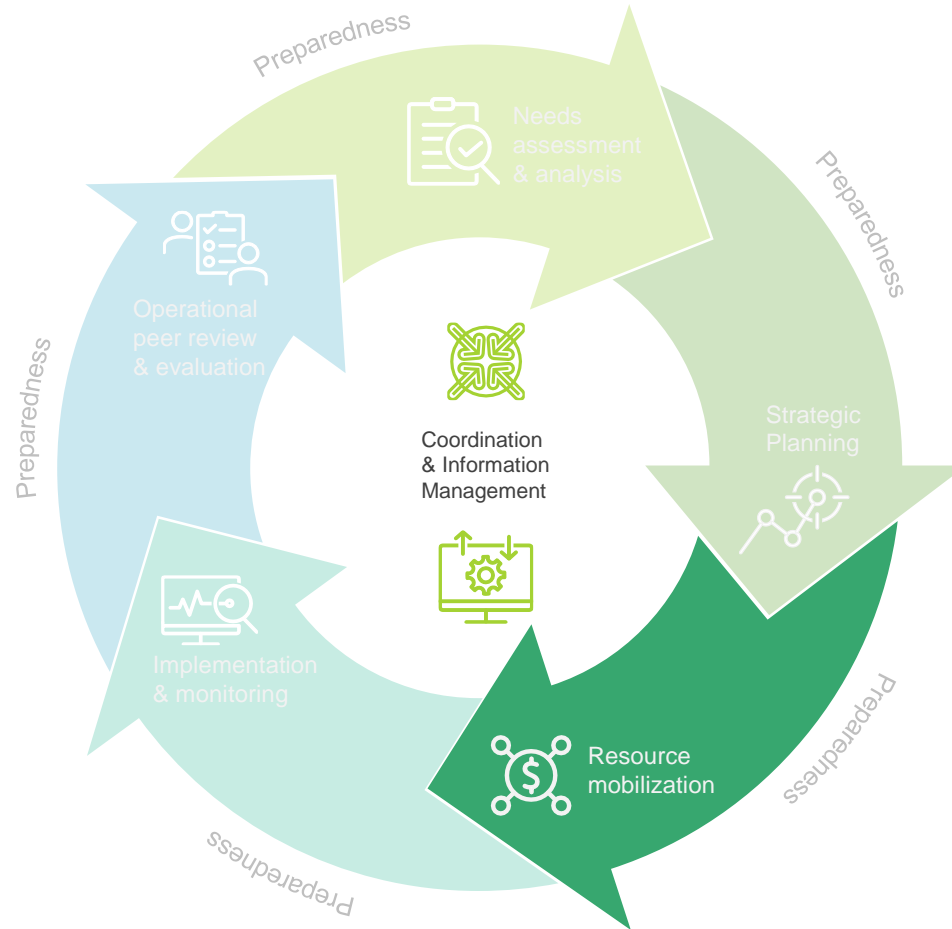 Preparedness
Needs
assessment
& analysis
Preparedness
Operational
peer review
& evaluation
Preparedness
Strategic
Planning
Coordination
& Information
Management
Implementation
& monitoring
Resource
mobilization
Preparedness
Preparedness
$